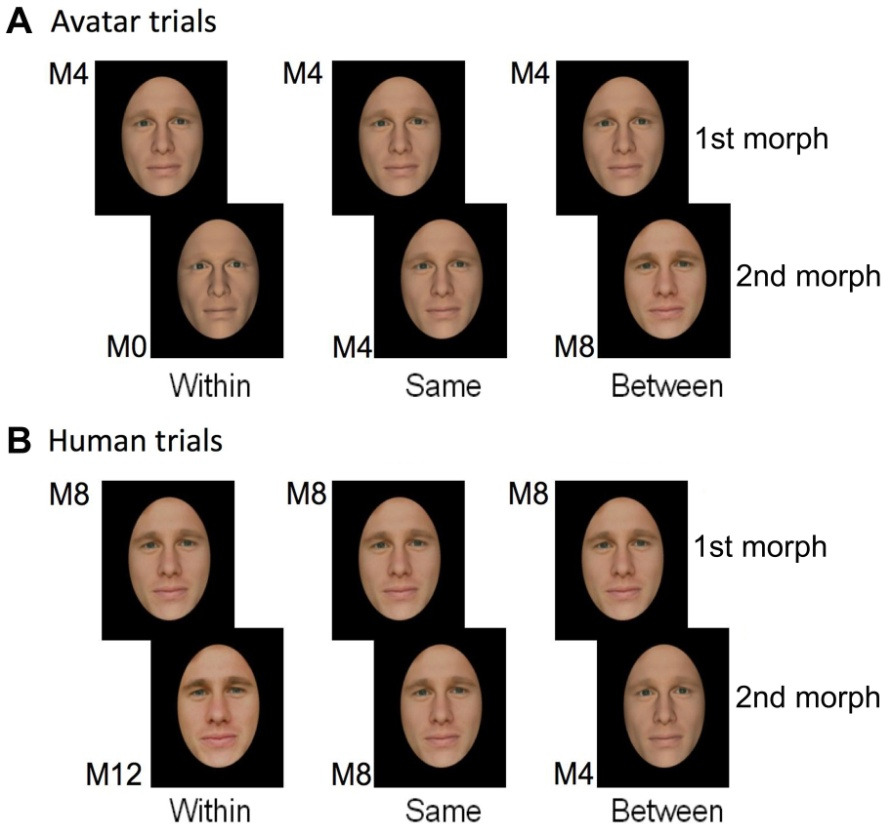 A Avatar trials
M4 M4 M4
1st morph
2nd morph
M0 M4 M8
Within Same Between
B Human trials
M8 M8 M8
1st morph
2nd morph
M12 M8 M4
Within Same Between